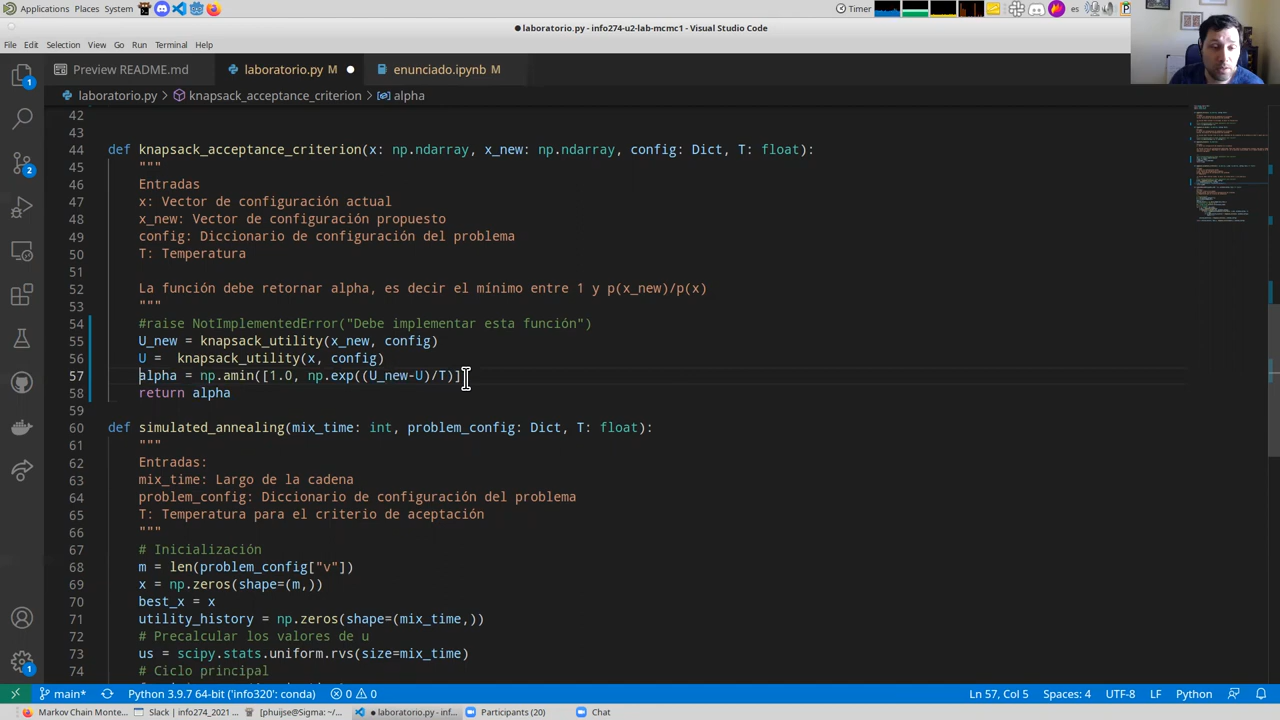 Applications Places System
Timer
es
laboratorio.py - info274-u2-lab-mcmc1 - Visual Studio Code
File Edit Selection View Go Run Terminal Help
Preview README.md
laboratorio.py M
enunciado.ipynb M
laboratorio.py > knapsack_acceptance_criterion > alpha
42
43
44 def knapsack_acceptance_criterion(x: np.ndarray, x_new: np.ndarray, config: Dict, T: float):
45 """
46 Entradas
47 x: Vector de configuración actual
48 x_new: Vector de configuración propuesto
49 config: Diccionario de configuración del problema
50 T: Temperatura
51
52 La función debe retornar alpha, es decir el mínimo entre 1 y p(x_new)/p(x)
53 """
54 #raise NotImplementedError("Debe implementar esta función")
55 U_new = knapsack_utility(x_new, config)
56 U =  knapsack_utility(x, config)
57 alpha = np.amin([1.0, np.exp((U_new-U)/T)])
58 return alpha
59
60 def simulated_annealing(mix_time: int, problem_config: Dict, T: float):
61 """
62 Entradas:
63 mix_time: Largo de la cadena
64 problem_config: Diccionario de configuración del problema
65 T: Temperatura para el criterio de aceptación
66 """
67 # Inicialización
68 m = len(problem_config["v"])
69 x = np.zeros(shape=(m,))
70 best_x = x
71 utility_history = np.zeros(shape=(mix_time,))
72 # Precalcular los valores de u
73 us = scipy.stats.uniform.rvs(size=mix_time)
74 # Ciclo principal
main* Python 3.9.7 64-bit ('info320': conda) 0 0 Ln 57, Col 5 Spaces: 4 UTF-8 LF Python
Markov Chain Monte... Slack | info274_2021 ... [phuijse@Sigma: ~/... laboratorio.py - inf... Participants (20) Chat